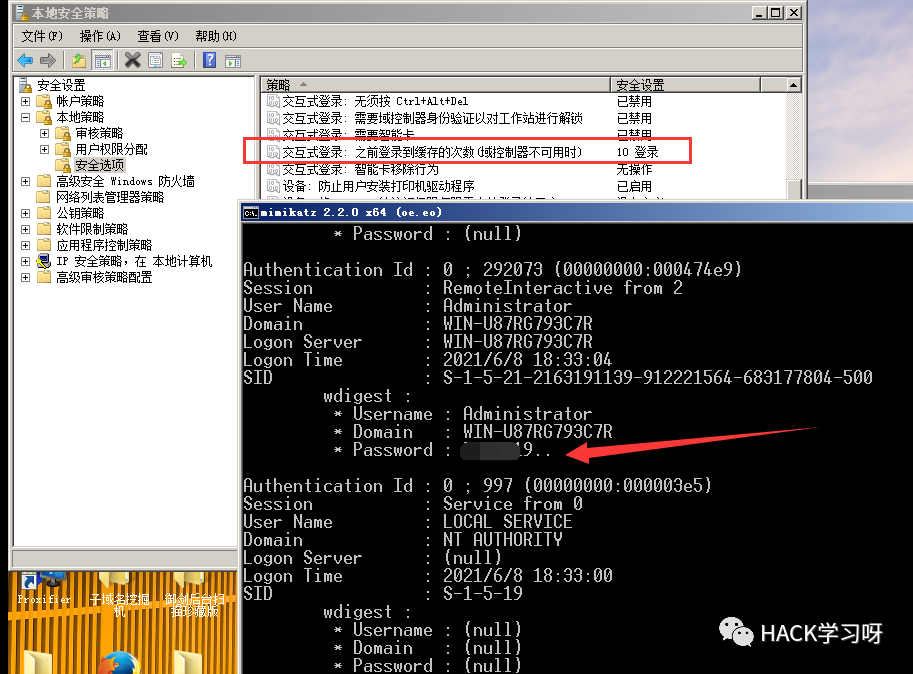 本地安全策略
文件(F) 操作(A) 查看(V) 帮助(H)
安全设置
帐户策略
本地策略
审核策略
用户权限分配
安全选项
高级安全 Windows 防火墙
网络列表管理器策略
公钥策略
软件限制策略
应用程序控制策略
IP 安全策略，在 本地计算机
高级审核策略配置
策略 安全设置
交互式登录: 无须按 Ctrl+Alt+Del 已禁用
交互式登录: 需要域控制器身份验证以对工作站进行解锁 已禁用
交互式登录: 需要智能卡 已禁用
交互式登录: 之前登录到缓存的次数(域控制器不可用时) 10 登录
交互式登录: 智能卡移除行为 无操作
设备: 防止用户安装打印机驱动程序 已启用
mimikatz 2.2.0 x64 (oe.eo)
* Password : (null)
Authentication Id : 0 ; 292073 (00000000:000474e9)
Session : RemoteInteractive from 2
User Name : Administrator
Domain : WIN-U87RG793C7R
Logon Server : WIN-U87RG793C7R
Logon Time : 2021/6/8 18:33:04
SID : S-1-5-21-2163191139-912221564-683177804-500
wdigest :
* Username : Administrator
* Domain : WIN-U87RG793C7R
* Password : 19..
Authentication Id : 0 ; 997 (00000000:000003e5)
Session : Service from 0
User Name : LOCAL SERVICE
Domain : NT AUTHORITY
Logon Server : (null)
Logon Time : 2021/6/8 18:33:00
SID : S-1-5-19
wdigest :
* Username : (null)
* Domain : (null)
* Password : (null)
Proxifier 子域名挖掘机 御剑后台扫描珍藏版
HACK学习呀